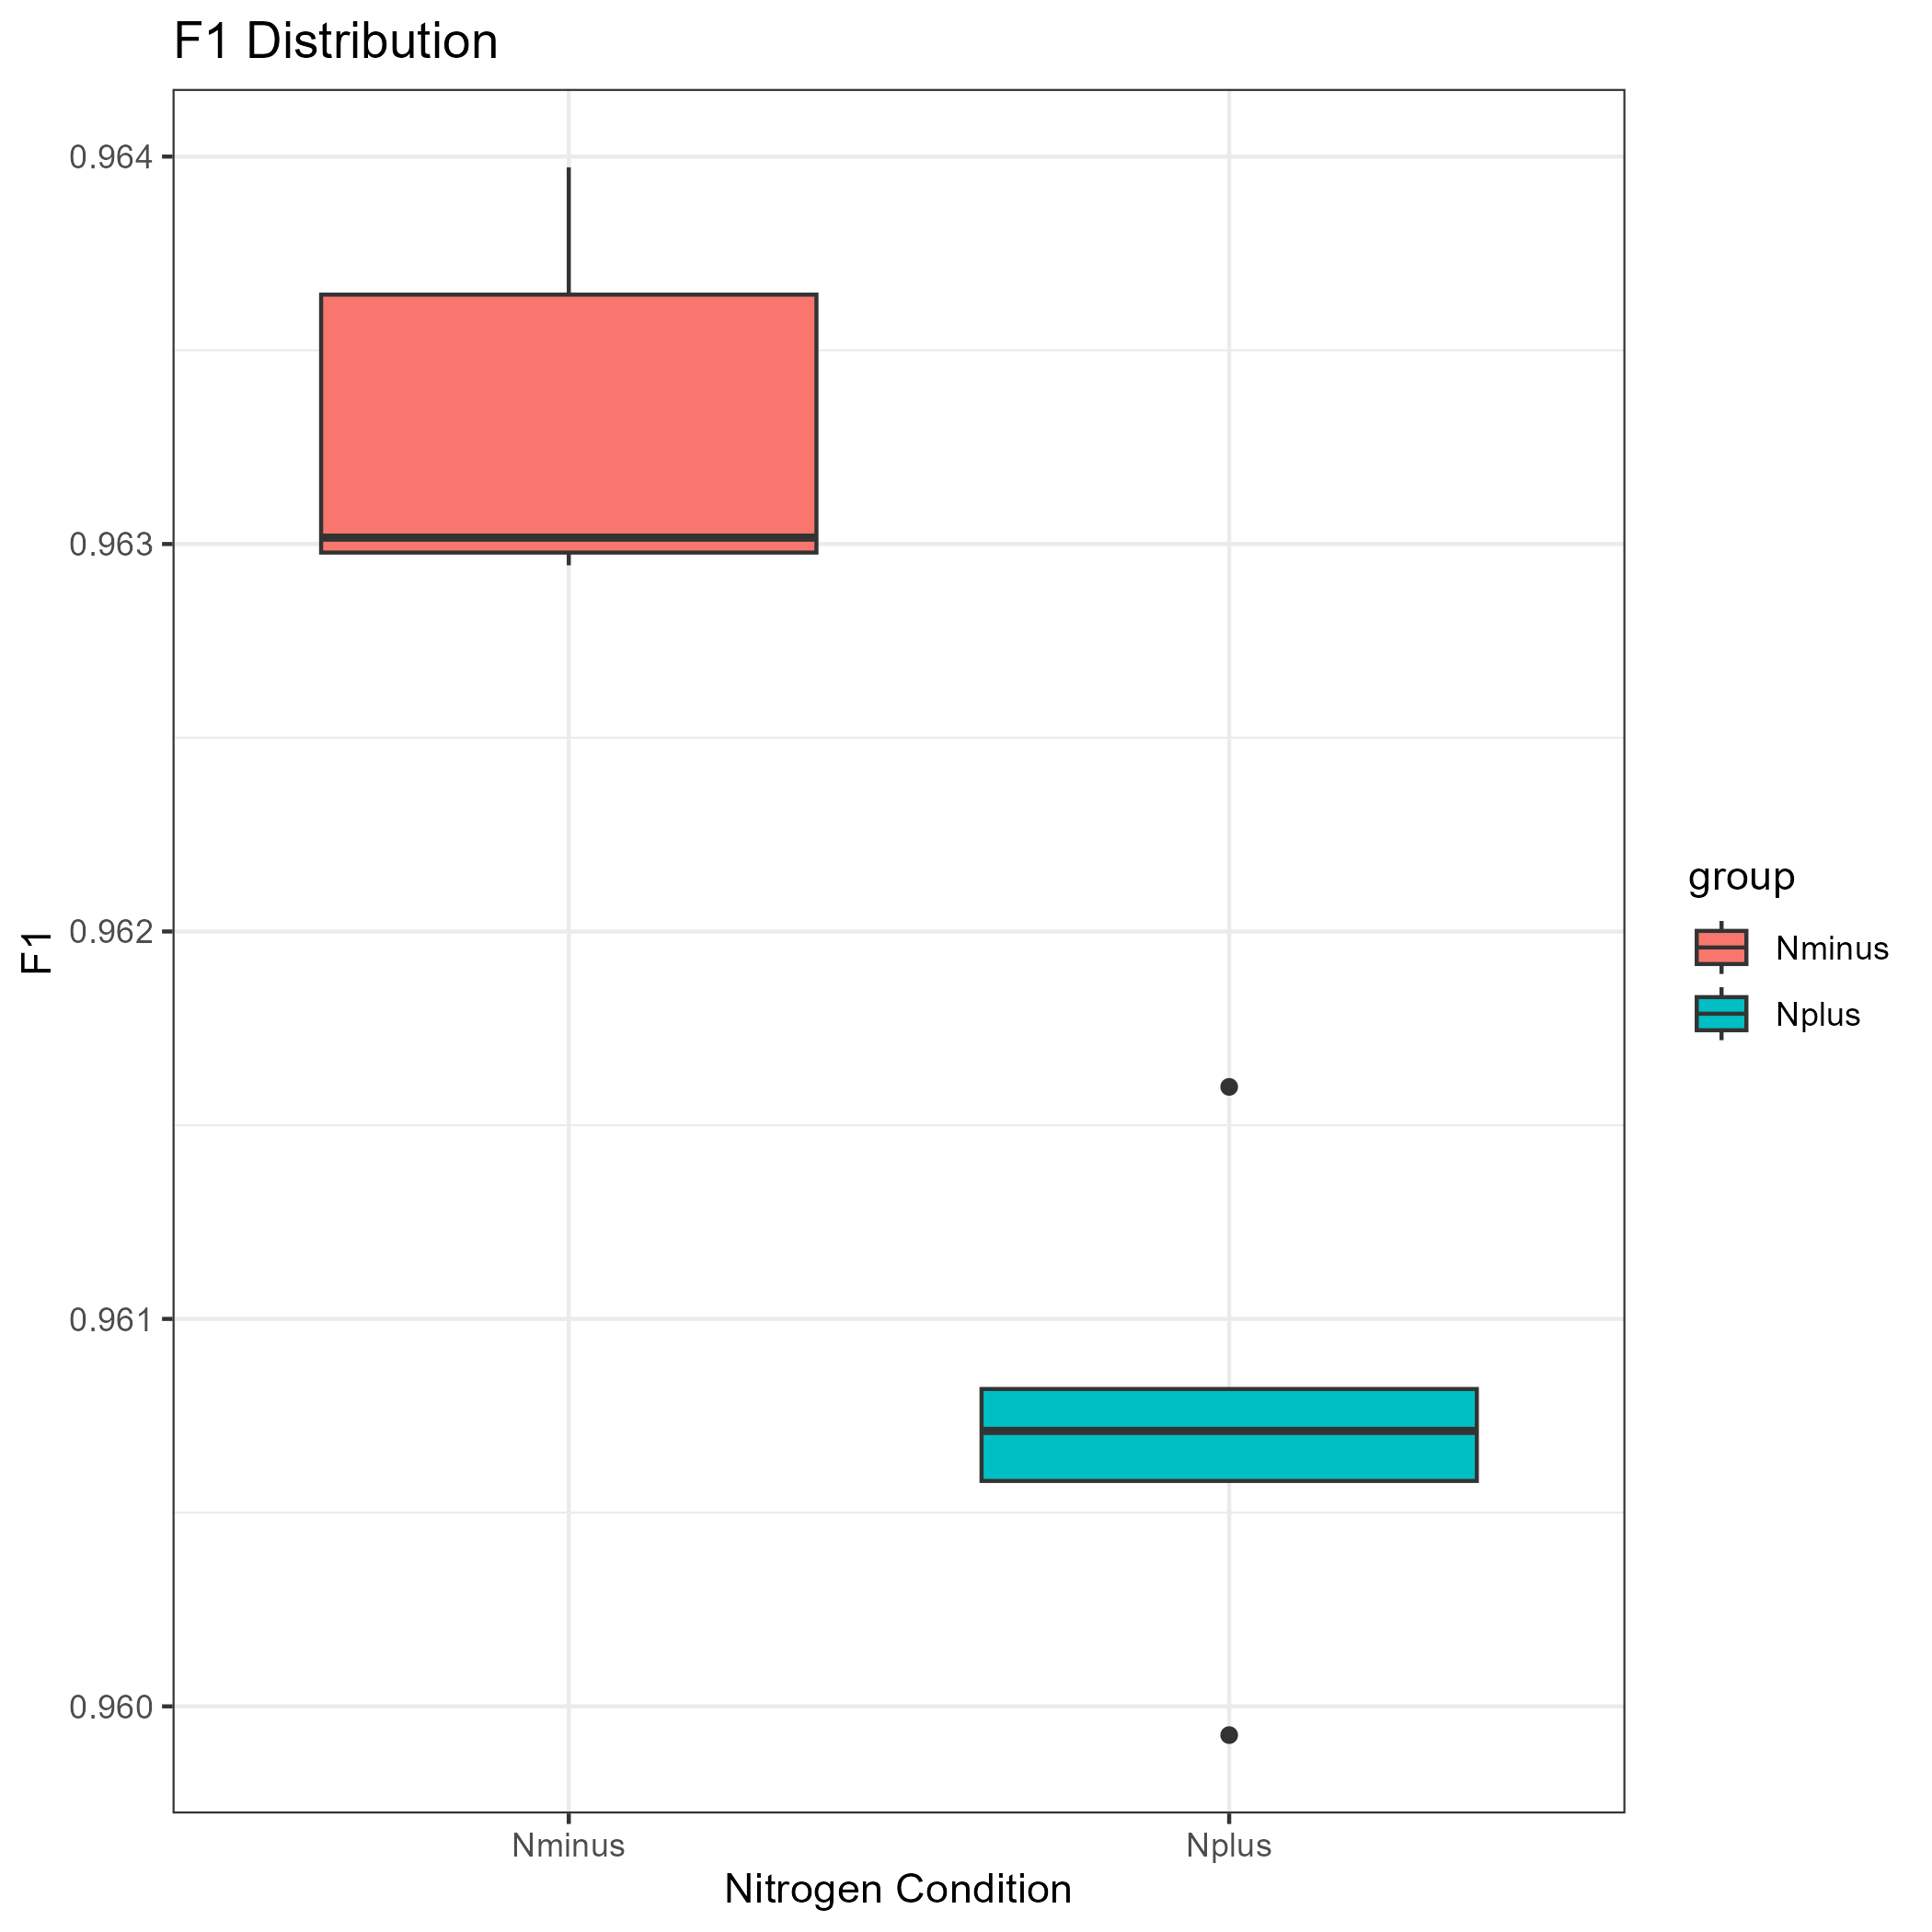 F1 Distribution
0.964
0.963
0.962
0.961
0.960
F1
Nminus
Nplus
Nitrogen Condition
group
Nminus
Nplus